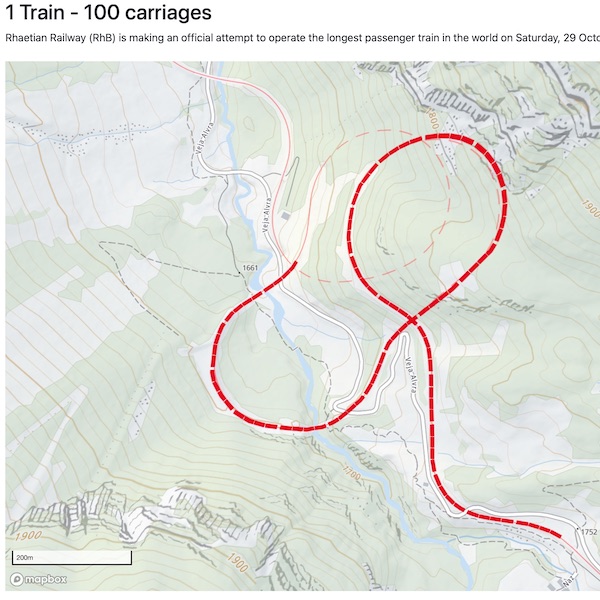 1 Train - 100 carriages
Rhaetian Railway (RhB) is making an official attempt to operate the longest passenger train in the world on Saturday, 29 Octo
1800
Veja Alvra
Veja Alvra
1900
1661
Veja Alvra
1700
1900
1752
200m
1900
Naz
mapbox